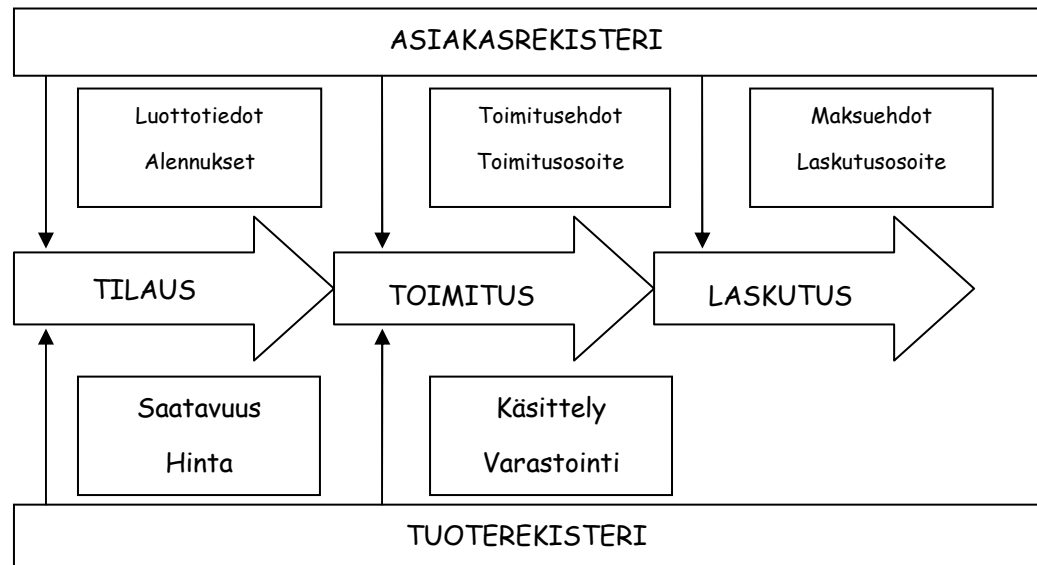 ASIAKASREKISTERI
Luottotiedot
Alennukset
Toimitusehdot
Toimitusosoite
Maksuehdot
Laskutusosoite
TILAUS
TOIMITUS
LASKUTUS
Saatavuus
Hinta
Käsittely
Varastointi
TUOTEREKISTERI